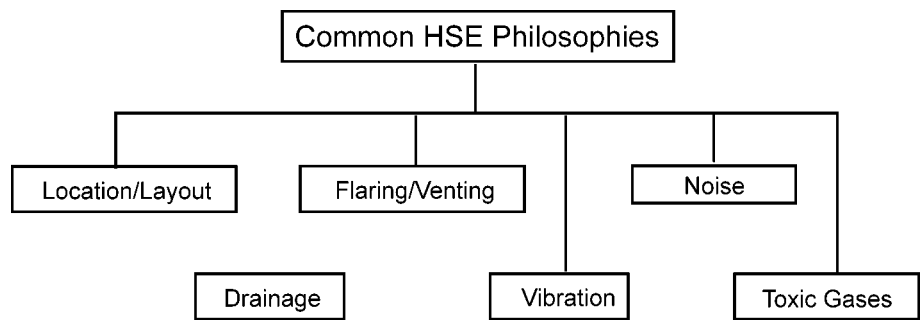 Common HSE Philosophies
Location/Layout
Flaring/Venting
Noise
Drainage
Vibration
Toxic Gases